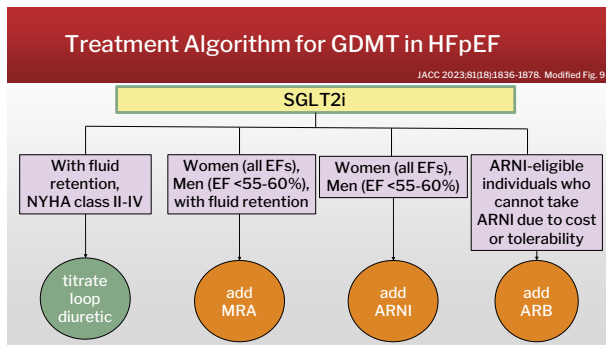 Treatment Algorithm for GDMT in HFpEF
JACC 2023;81(18):1836-1878. Modified Fig. 9
SGLT2i
With fluid
retention,
NYHA class II-IV
Women (all EFs),
Men (EF <55-60%),
with fluid retention
Women (all EFs),
Men (EF <55-60%)
ARNI-eligible
individuals who
cannot take
ARNI due to cost
or tolerability
titrate
loop
diuretic
add
MRA
add
ARNI
add
ARB